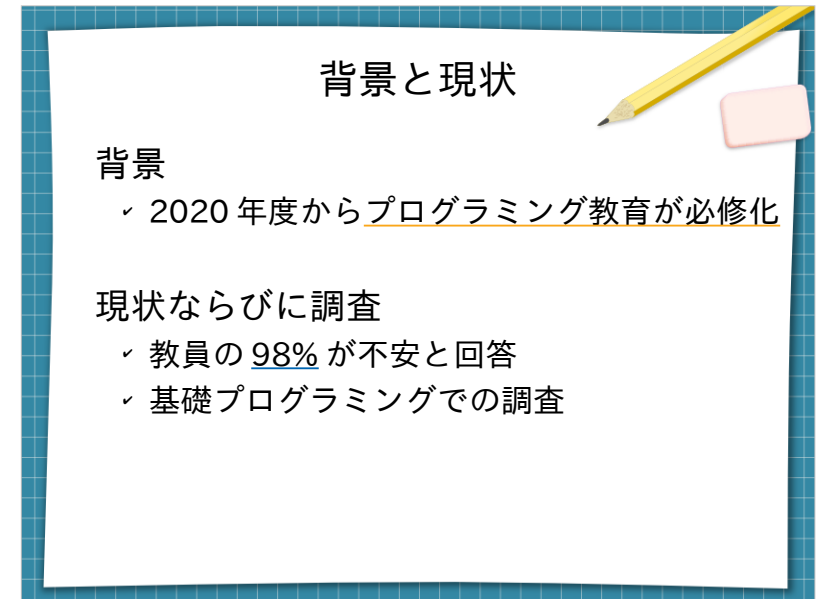 背景と現状
背景
✓ 2020 年度からプログラミング教育が必修化
現状ならびに調査
✓ 教員の 98% が不安と回答
✓ 基礎プログラミングでの調査